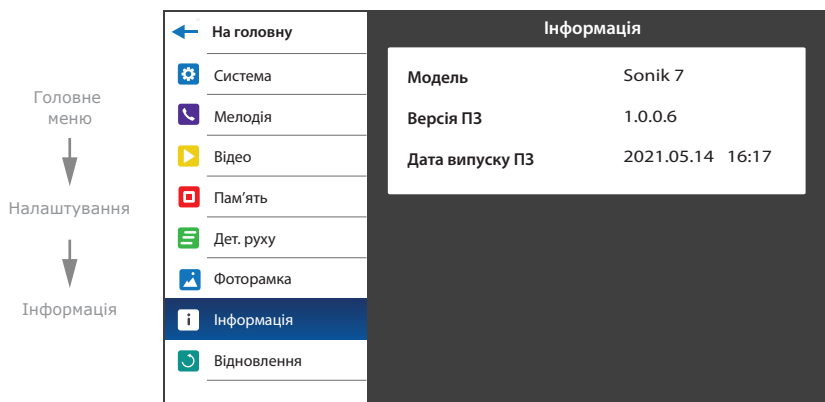 Головне
меню
Налаштування
Інформація
На головну
Система
Мелодія
Відео
Пам’ять
Дет. руху
Фоторамка
Інформація
Відновлення
Інформація
Модель Sonik 7
Версія ПЗ 1.0.0.6
Дата випуску ПЗ 2021.05.14 16:17